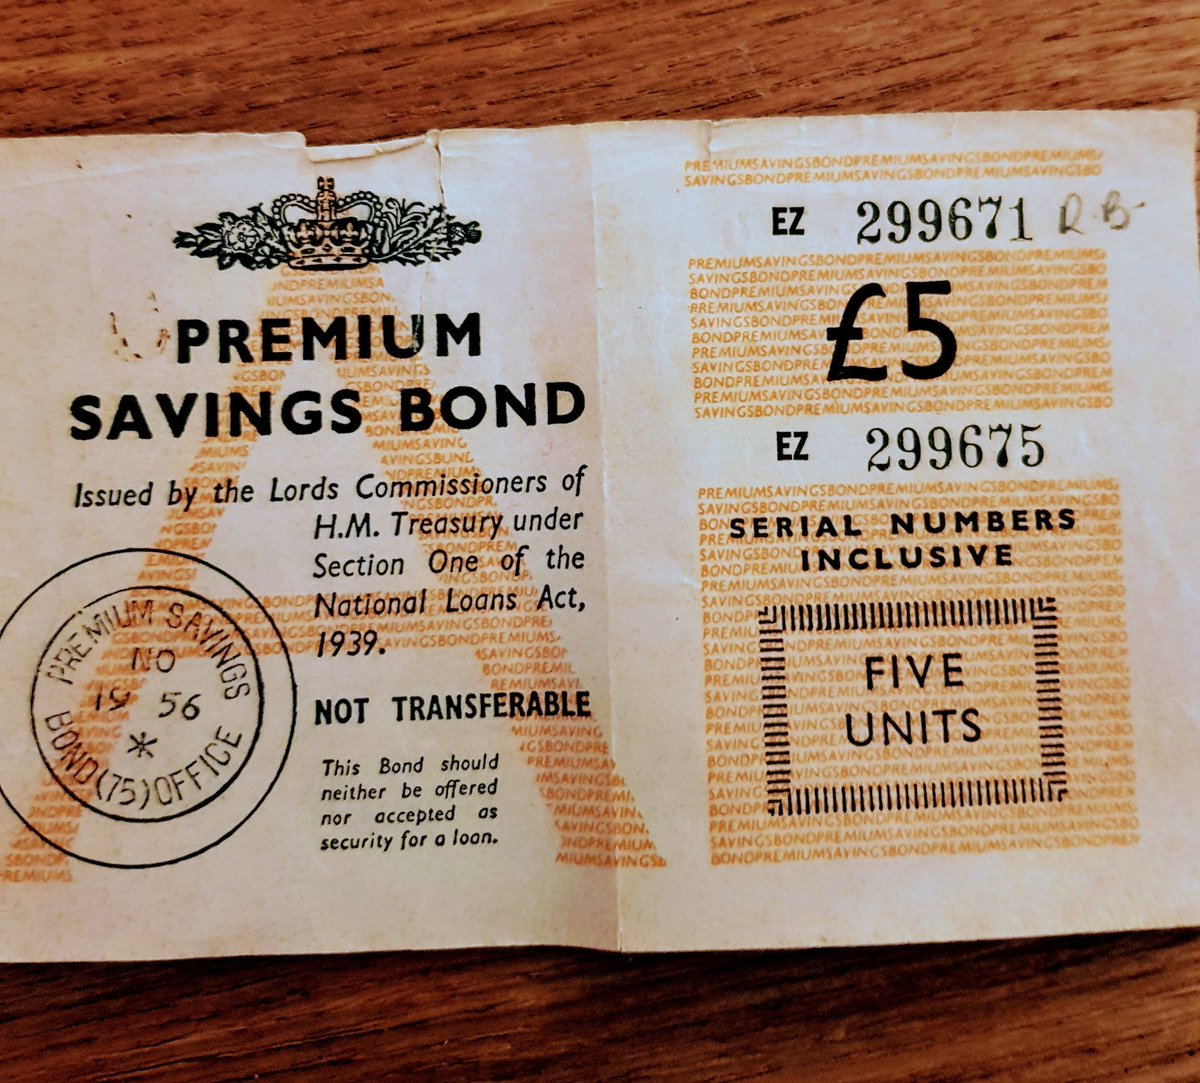 PREMIUM
SAVINGS BOND
Issued by the Lords Commissioners of
H.M. Treasury under
Section One of the
National Loans Act,
1939.
NOT TRANSFERABLE
This Bond should
neither be offered
nor accepted as
security for a loan.
PREMIUM SAVINGS
NO
19 56
*
BOND (75) OFFICE
PREMIUMSAVINGSBONDPREMIUMSAVINGSBONDPREMIUMS
SAVINGSBONDPREMIUMSAVINGSBONDPREMIUMSAVINGSBO
EZ 299671 R B
£5
EZ 299675
SERIAL NUMBERS
INCLUSIVE
FIVE
UNITS